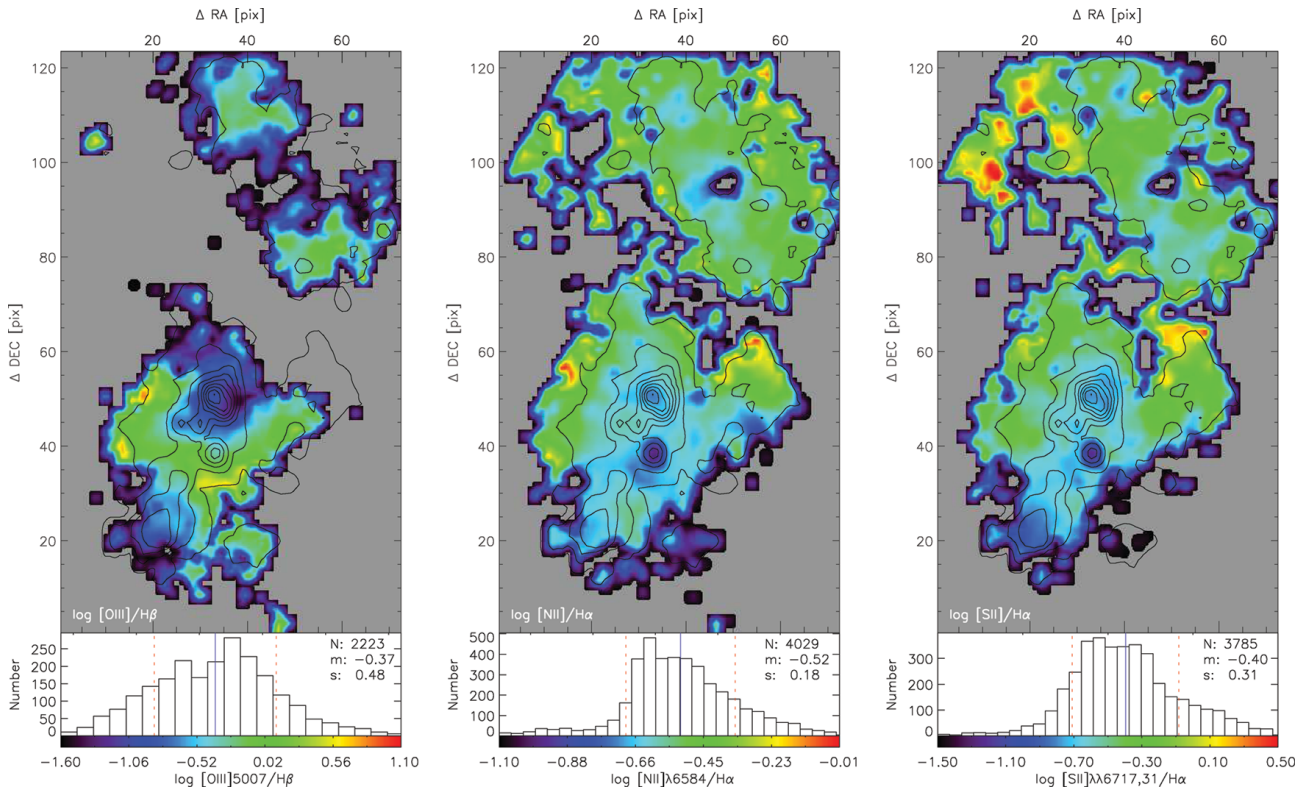 Δ RA [pix]
20 40 60
Δ RA [pix]
20 40 60
Δ RA [pix]
20 40 60
Δ DEC [pix]
120
100
80
60
40
20
log [OIII]/Hβ
Δ DEC [pix]
120
100
80
60
40
20
log [NII]/Hα
Δ DEC [pix]
120
100
80
60
40
20
log [SII]/Hα
Number
250
200
150
100
50
0
N: 2223
m: −0.37
s: 0.48
-1.60 -1.06 -0.52 0.02 0.56 1.10
log [OIII]5007/Hβ
Number
500
400
300
200
100
0
N: 4029
m: −0.52
s: 0.18
-1.10 -0.88 -0.66 -0.45 -0.23 -0.01
log [NII]λ6584/Hα
Number
300
200
100
0
N: 3785
m: −0.40
s: 0.31
-1.50 -1.10 -0.70 -0.30 0.10 0.50
log [SII]λλ6717,31/Hα